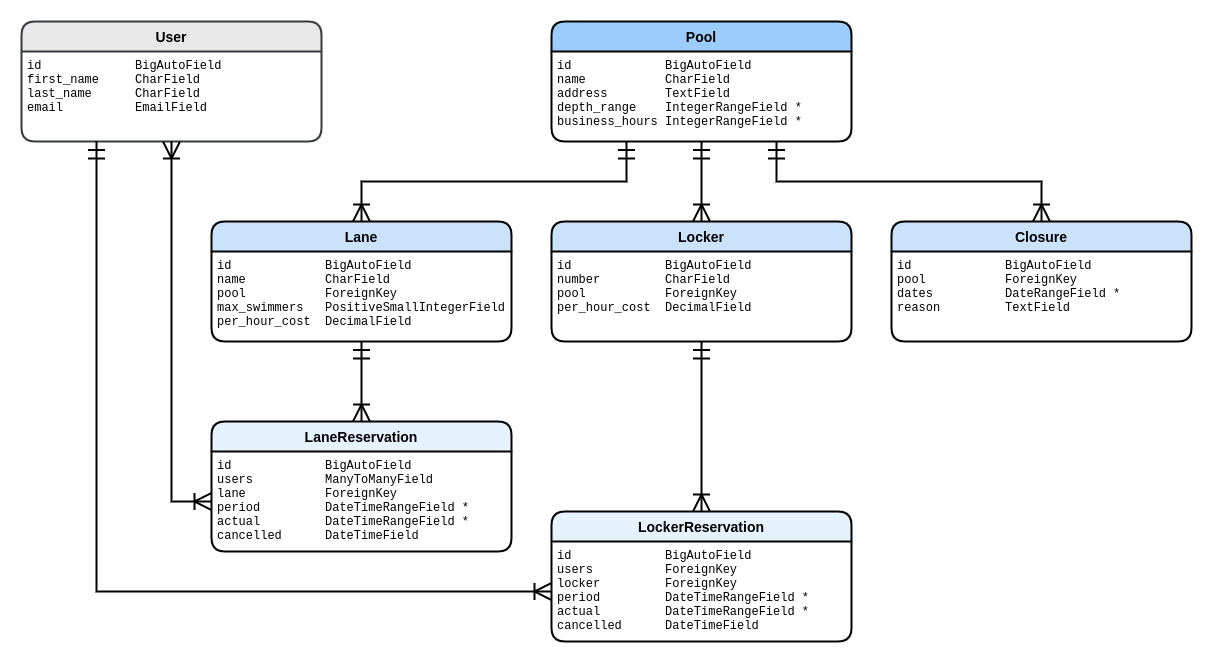 User
id BigAutoField
first_name CharField
last_name CharField
email EmailField
Pool
id BigAutoField
name CharField
address TextField
depth_range IntegerRangeField *
business_hours IntegerRangeField *
Lane
id BigAutoField
name CharField
pool ForeignKey
max_swimmers PositiveSmallIntegerField
per_hour_cost DecimalField
Locker
id BigAutoField
number CharField
pool ForeignKey
per_hour_cost DecimalField
Closure
id BigAutoField
pool ForeignKey
dates DateRangeField *
reason TextField
LaneReservation
id BigAutoField
users ManyToManyField
lane ForeignKey
period DateTimeRangeField *
actual DateTimeRangeField *
cancelled DateTimeField
LockerReservation
id BigAutoField
users ForeignKey
locker ForeignKey
period DateTimeRangeField *
actual DateTimeRangeField *
cancelled DateTimeField